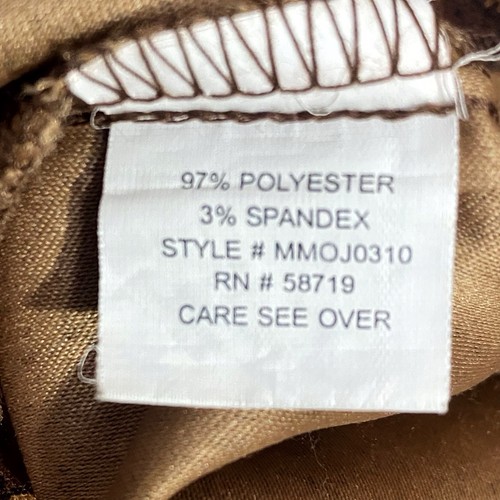 97% POLYESTER
3% SPANDEX
STYLE # MMOJ0310
RN # 58719
CARE SEE OVER